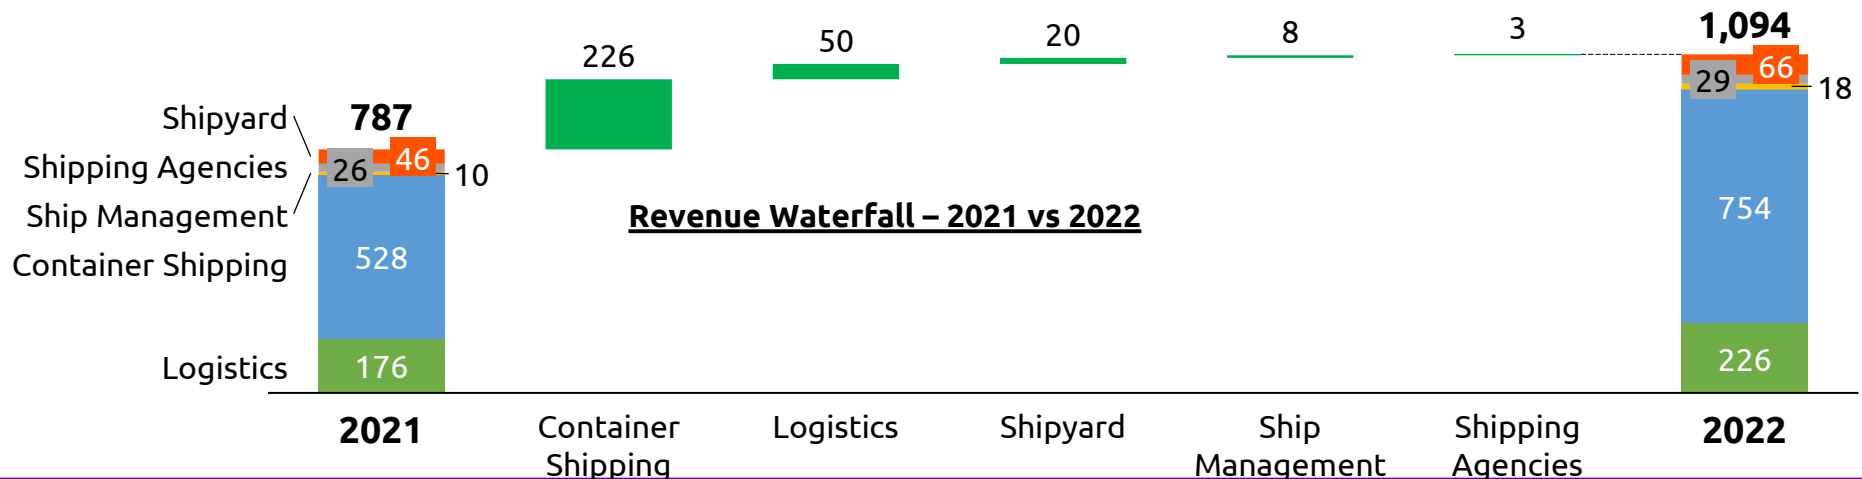 226
50
20
8
3
1,094
66
29
18
Shipyard
787
Shipping Agencies
26
46
10
Ship Management
Revenue Waterfall – 2021 vs 2022
754
Container Shipping
528
Logistics
176
226
2021
Container
Shipping
Logistics
Shipyard
Ship
Management
Shipping
Agencies
2022